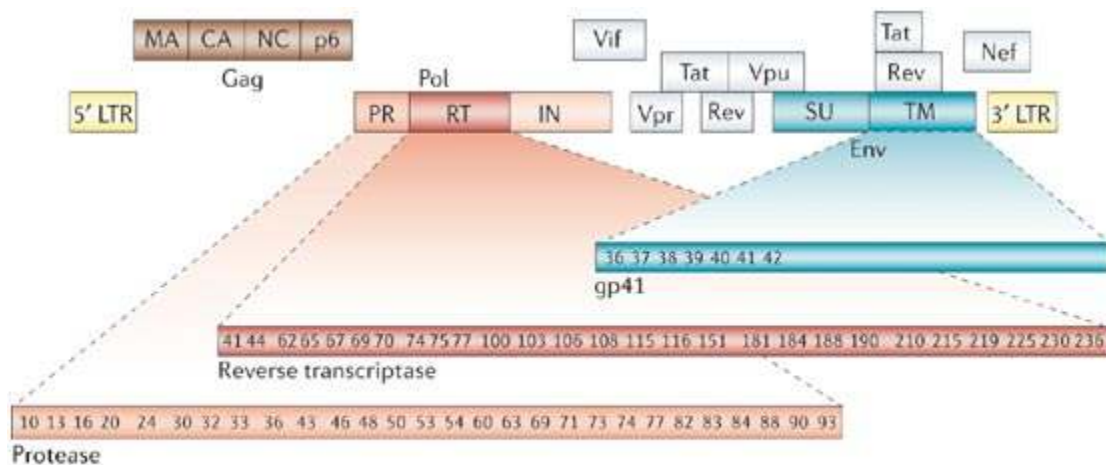 MA CA NC p6
Gag
Vif
Tat
Nef
Pol
Tat Vpu
Rev
5′ LTR
PR RT IN
Vpr Rev
SU TM
3′ LTR
Env
36 37 38 39 40 41 42
gp41
41 44 62 65 67 69 70 74 75 77 100 103 106 108 115 116 151 181 184 188 190 210 215 219 225 230 236
Reverse transcriptase
10 13 16 20 24 30 32 33 36 43 46 48 50 53 54 60 63 69 71 73 74 77 82 83 84 88 90 93
Protease